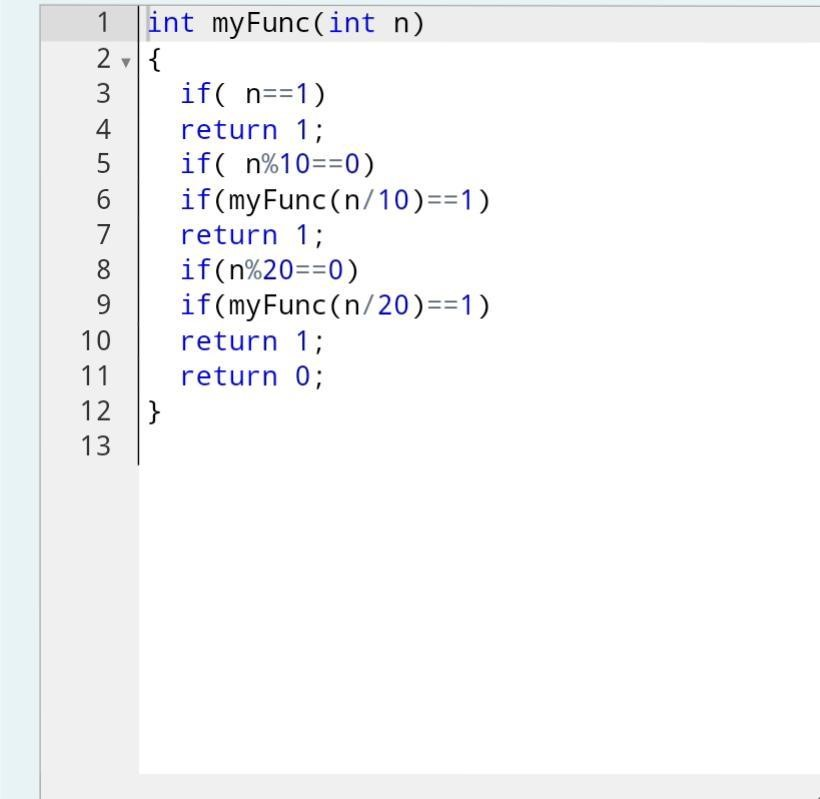 1 int myFunc(int n)
2 {
3 if( n==1)
4 return 1;
5 if( n%10==0)
6 if(myFunc(n/10)==1)
7 return 1;
8 if(n%20==0)
9 if(myFunc(n/20)==1)
10 return 1;
11 return 0;
12 }
13